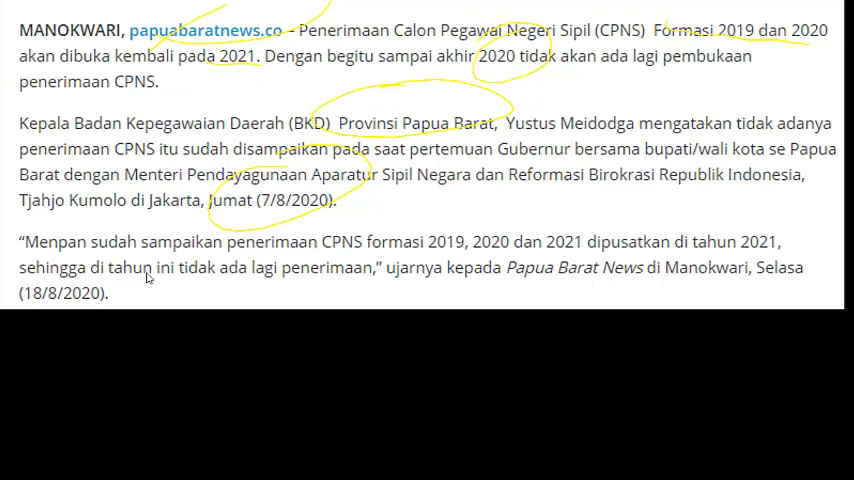 MANOKWARI, papuabaratnews.co – Penerimaan Calon Pegawai Negeri Sipil (CPNS) Formasi 2019 dan 2020
akan dibuka kembali pada 2021. Dengan begitu sampai akhir 2020 tidak akan ada lagi pembukaan
penerimaan CPNS.
Kepala Badan Kepegawaian Daerah (BKD) Provinsi Papua Barat, Yustus Meidodga mengatakan tidak adanya
penerimaan CPNS itu sudah disampaikan pada saat pertemuan Gubernur bersama bupati/wali kota se Papua
Barat dengan Menteri Pendayagunaan Aparatur Sipil Negara dan Reformasi Birokrasi Republik Indonesia,
Tjahjo Kumolo di Jakarta, Jumat (7/8/2020).
“Menpan sudah sampaikan penerimaan CPNS formasi 2019, 2020 dan 2021 dipusatkan di tahun 2021,
sehingga di tahun ini tidak ada lagi penerimaan,” ujarnya kepada Papua Barat News di Manokwari, Selasa
(18/8/2020).